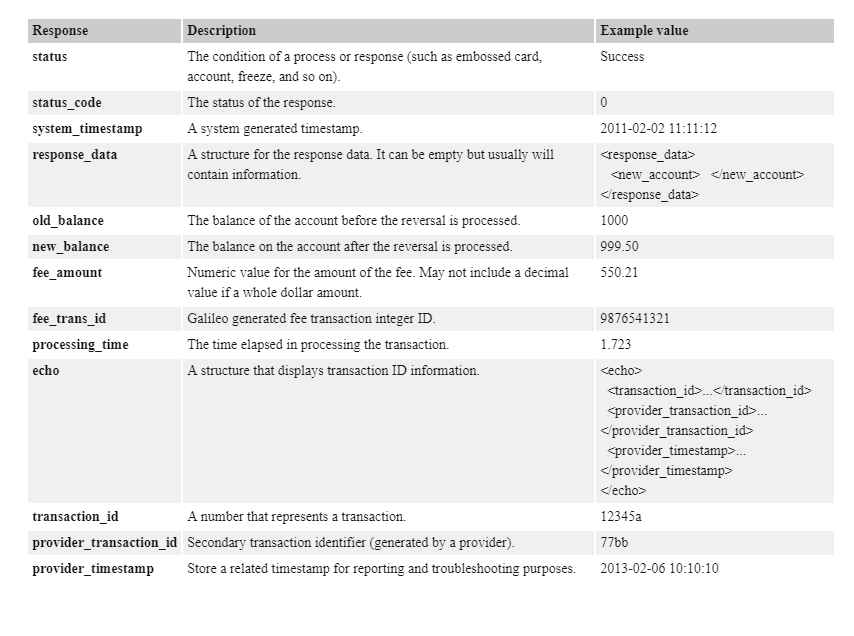 Response Description Example value
status The condition of a process or response (such as embossed card, Success
account, freeze, and so on).
status_code The status of the response. 0
system_timestamp A system generated timestamp. 2011-02-02 11:11:12
response_data A structure for the response data. It can be empty but usually will <response_data>
contain information. <new_account> </new_account>
</response_data>
old_balance The balance of the account before the reversal is processed. 1000
new_balance The balance on the account after the reversal is processed. 999.50
fee_amount Numeric value for the amount of the fee. May not include a decimal 550.21
value if a whole dollar amount.
fee_trans_id Galileo generated fee transaction integer ID. 9876541321
processing_time The time elapsed in processing the transaction. 1.723
echo A structure that displays transaction ID information. <echo>
<transaction_id>...</transaction_id>
<provider_transaction_id>...
</provider_transaction_id>
<provider_timestamp>...
</provider_timestamp>
</echo>
transaction_id A number that represents a transaction. 12345a
provider_transaction_id Secondary transaction identifier (generated by a provider). 77bb
provider_timestamp Store a related timestamp for reporting and troubleshooting purposes. 2013-02-06 10:10:10